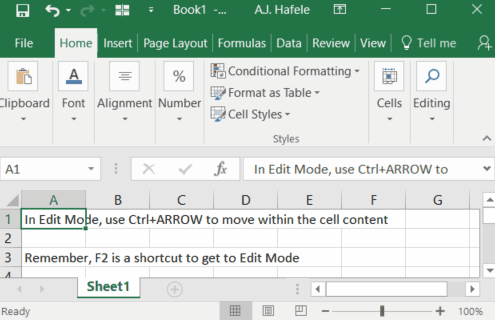 Book1 -... A.J. Hafele
File Home Insert Page Layout Formulas Data Review View Tell me
Clipboard Font Alignment Number Conditional Formatting Format as Table Cell Styles Cells Editing
%
Styles
A1 fx In Edit Mode, use Ctrl+ARROW to
A B C D E F G
1 In Edit Mode, use Ctrl+ARROW to move within the cell content
2
3 Remember, F2 is a shortcut to get to Edit Mode
4
Sheet1
Ready 100%